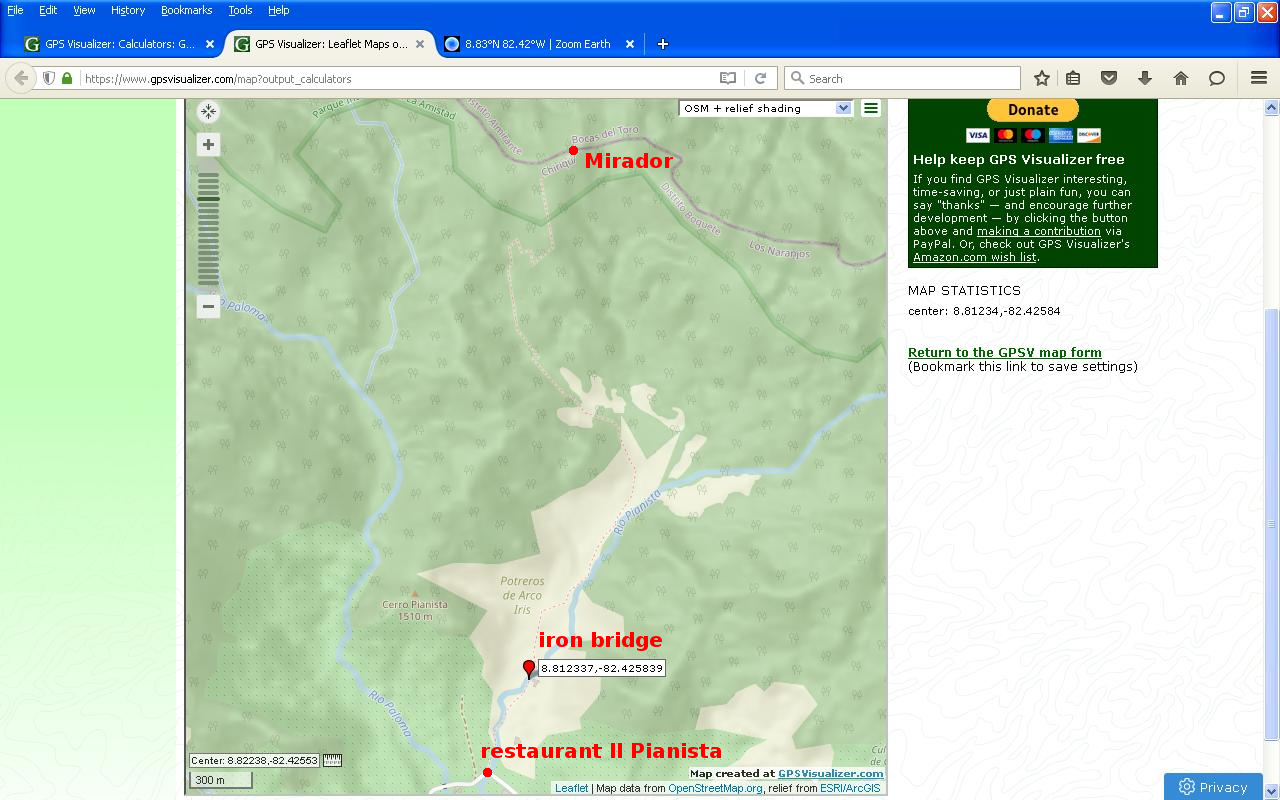 File Edit View History Bookmarks Tools Help
GPS Visualizer: Calculators: G...
GPS Visualizer: Leaflet Maps o...
8.83°N 82.42°W | Zoom Earth
https://www.gpsvisualizer.com/map?output_calculators
Search
OSM + relief shading
La Amistad
Distrito Almirante
Bocas del Toro
Chiriquí
Mirador
Distrito Boquete
Los Naranjos
Paloma
Río Pianista
Potreros
de Arco
Iris
Cerro Pianista
1510 m
iron bridge
8.812337,-82.425839
Río Paloma
restaurant Il Pianista
Center: 8.82238,-82.42553
300 m
Map created at GPSVisualizer.com
Leaflet | Map data from OpenStreetMap.org, relief from ESRI/ArcGIS
Donate
VISA
Help keep GPS Visualizer free
If you find GPS Visualizer interesting,
time-saving, or just plain fun, you can
say "thanks" — and encourage further
development — by clicking the button
above and making a contribution via
PayPal. Or, check out GPS Visualizer's
Amazon.com wish list.
MAP STATISTICS
center: 8.81234,-82.42584
Return to the GPSV map form
(Bookmark this link to save settings)
Privacy